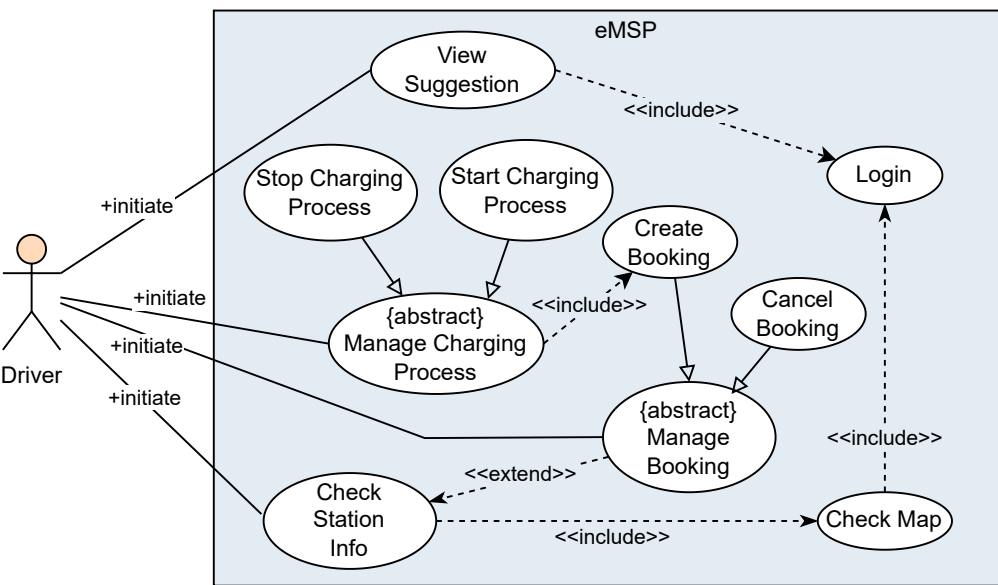 eMSP
View
Suggestion
<<include>>
Login
Stop Charging
Process
Start Charging
Process
+initiate
Create
Booking
Cancel
Booking
+initiate
<<include>>
{abstract}
Manage Charging
Process
+initiate
Driver
+initiate
{abstract}
Manage
Booking
<<include>>
<<extend>>
Check
Station
Info
<<include>>
Check Map